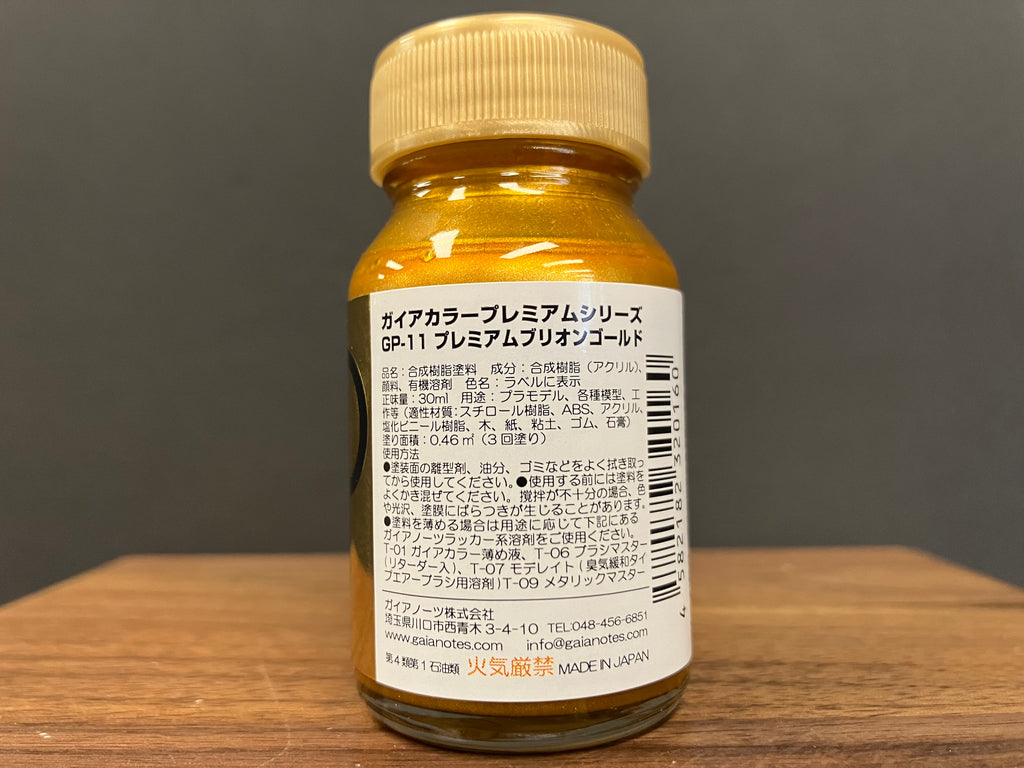 ガイアカラープレミアムシリーズ
GP-11 プレミアムブリオンゴールド
品名：合成樹脂塗料　成分：合成樹脂（アクリル）、
顔料、有機溶剤　色名：ラベルに表示
正味量：30ml　用途：プラモデル、各種模型、工
作等（適性材質：スチロール樹脂、ABS、アクリル、
塩化ビニール樹脂、木、紙、粘土、ゴム、石膏）
塗り面積：0.46㎡（3回塗り）
使用方法
●塗装面の離型剤、油分、ゴミなどをよく拭き取っ
てから使用してください。●使用する前には塗料を
よくかき混ぜてください。撹拌が不十分の場合、色
や光沢、塗膜にばらつきが生じることがあります。
●塗料を薄める場合は用途に応じて下記にある
ガイアノーツラッカー系溶剤をご使用ください。
T-01 ガイアカラー薄め液、T-06 ブラシマスター
(リターダー入)、T-07 モデレイト(臭気緩和タイ
プエアーブラシ用溶剤)T-09 メタリックマスター
ガイアノーツ株式会社
埼玉県川口市西青木3-4-10　TEL:048-456-6851
www.gaianotes.com　info@gaianotes.com
第4類第1石油類 火気厳禁 MADE IN JAPAN
4 582182 320160